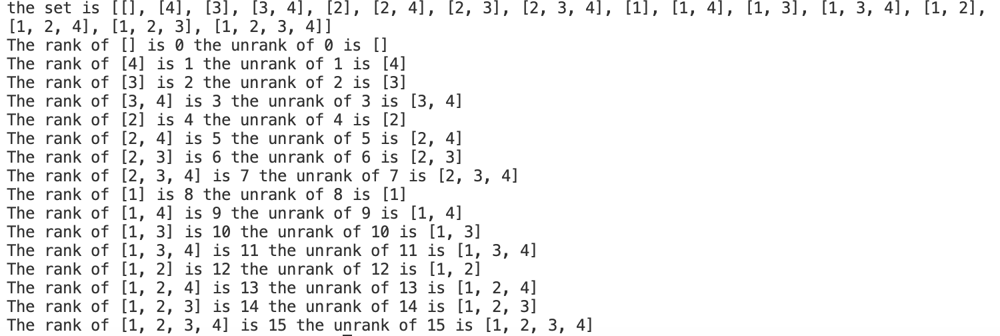 the set is [[], [4], [3], [3, 4], [2], [2, 4], [2, 3], [2, 3, 4], [1], [1, 4], [1, 3], [1, 3, 4], [1, 2],
[1, 2, 4], [1, 2, 3], [1, 2, 3, 4]]
The rank of [] is 0 the unrank of 0 is []
The rank of [4] is 1 the unrank of 1 is [4]
The rank of [3] is 2 the unrank of 2 is [3]
The rank of [3, 4] is 3 the unrank of 3 is [3, 4]
The rank of [2] is 4 the unrank of 4 is [2]
The rank of [2, 4] is 5 the unrank of 5 is [2, 4]
The rank of [2, 3] is 6 the unrank of 6 is [2, 3]
The rank of [2, 3, 4] is 7 the unrank of 7 is [2, 3, 4]
The rank of [1] is 8 the unrank of 8 is [1]
The rank of [1, 4] is 9 the unrank of 9 is [1, 4]
The rank of [1, 3] is 10 the unrank of 10 is [1, 3]
The rank of [1, 3, 4] is 11 the unrank of 11 is [1, 3, 4]
The rank of [1, 2] is 12 the unrank of 12 is [1, 2]
The rank of [1, 2, 4] is 13 the unrank of 13 is [1, 2, 4]
The rank of [1, 2, 3] is 14 the unrank of 14 is [1, 2, 3]
The rank of [1, 2, 3, 4] is 15 the unrank of 15 is [1, 2, 3, 4]